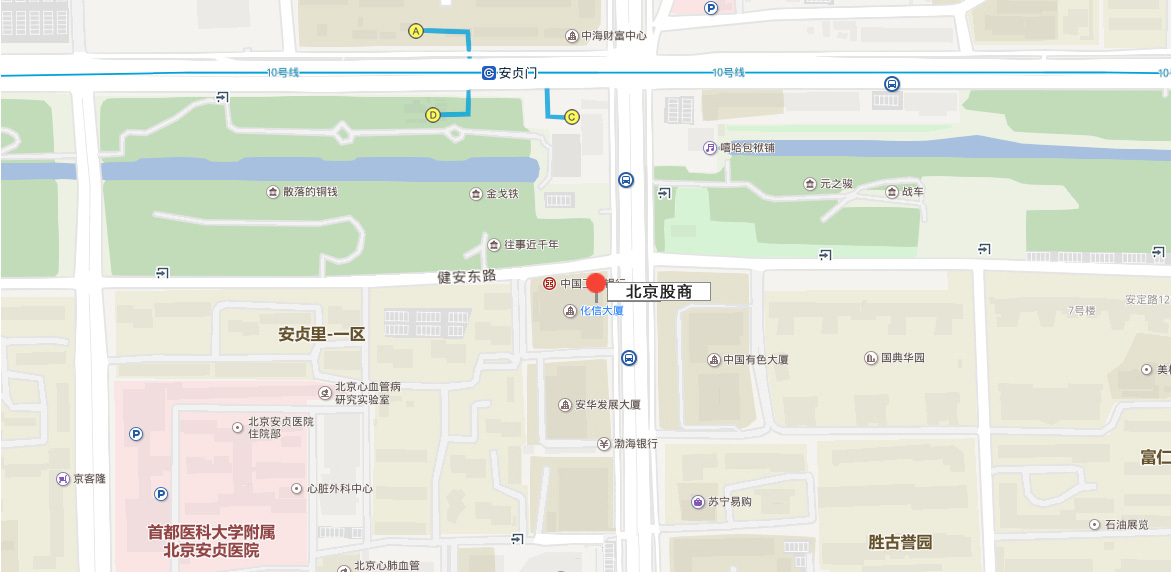 P
A
中海财富中心
10号线
安贞门
10号线
10
D
C
嘻哈包袱铺
散落的铜钱
金戈铁
元之骏
战车
往事近千年
健安东路
中国工
银行
北京股商
化信大厦
安定路12
7号楼
安贞里-一区
中国有色大厦
国典华园
美
北京心血管病
研究实验室
安华发展大厦
北京安贞医院
住院部
P
渤海银行
富仁
京客隆
心脏外科中心
P
苏宁易购
石油展览
首都医科大学附属
北京安贞医院
胜古誉园
北京心肺血管